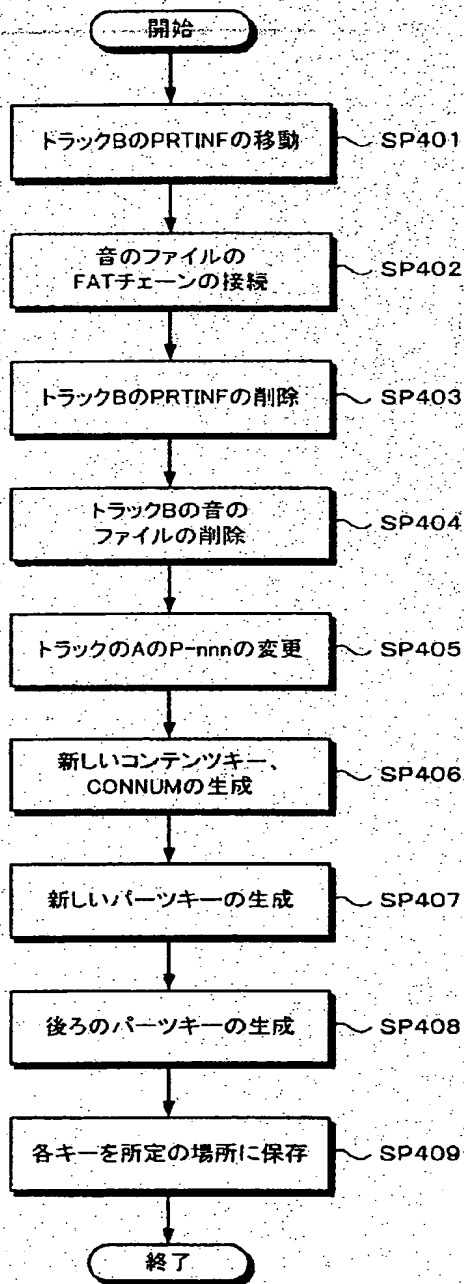 開始
トラックBのPRTINFの移動
SP401
音のファイルの
FATチェーンの接続
SP402
トラックBのPRTINFの削除
SP403
トラックBの音の
ファイルの削除
SP404
トラックのAのP-nnnの変更
SP405
新しいコンテンツキー、
CONNUMの生成
SP406
新しいパーツキーの生成
SP407
後ろのパーツキーの生成
SP408
各キーを所定の場所に保存
SP409
終了